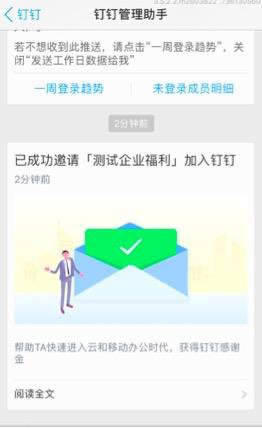 钉钉
钉钉管理助手
若不想收到此推送，请点击“一周登录趋势”，关
闭“发送工作日数据给我”
一周登录趋势
未登录成员明细
2分钟前
已成功邀请「测试企业福利」加入钉钉
2分钟前
帮助TA快速进入云和移动办公时代，获得钉钉感谢
金
阅读全文